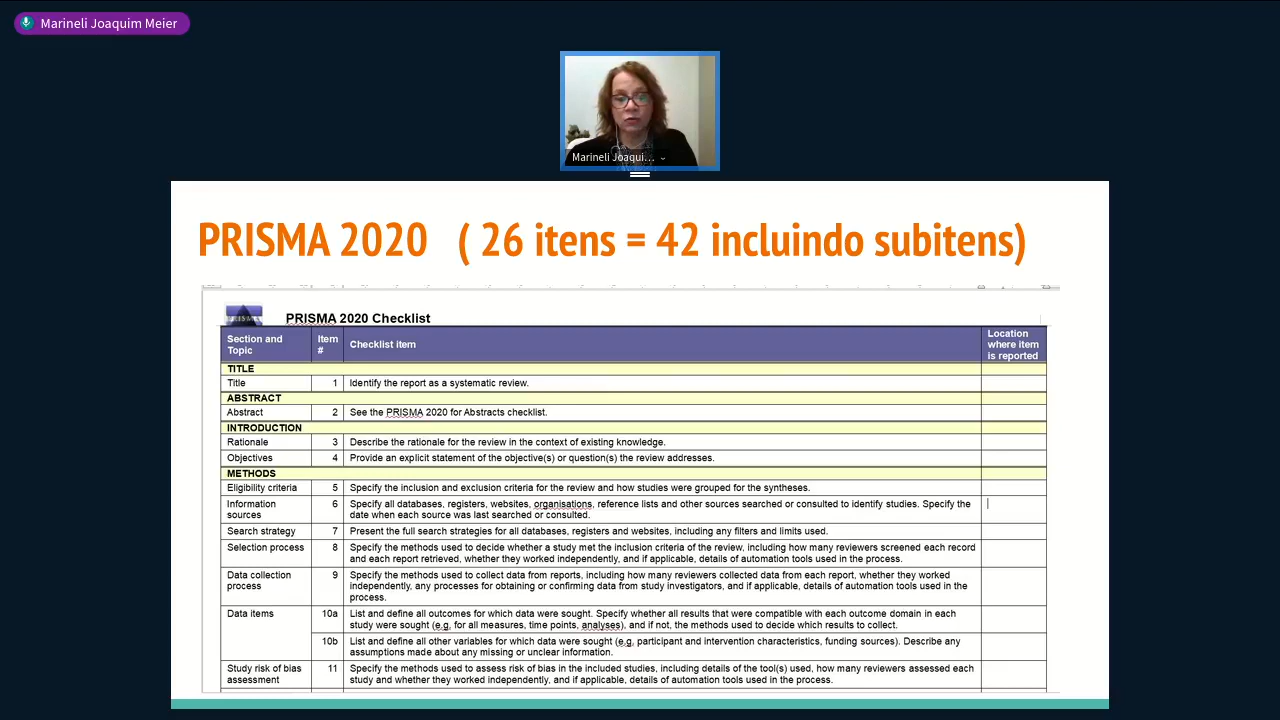 Marineli Joaquim Meier
Marineli Joaqui...
PRISMA 2020 ( 26 itens = 42 incluindo subitens)
PRISMA
PRISMA 2020 Checklist
Section and Topic
Item #
Checklist item
Location where item is reported
TITLE
Title 1 Identify the report as a systematic review.
ABSTRACT
Abstract 2 See the PRISMA 2020 for Abstracts checklist.
INTRODUCTION
Rationale 3 Describe the rationale for the review in the context of existing knowledge.
Objectives 4 Provide an explicit statement of the objective(s) or question(s) the review addresses.
METHODS
Eligibility criteria 5 Specify the inclusion and exclusion criteria for the review and how studies were grouped for the syntheses.
Information sources 6 Specify all databases, registers, websites, organisations, reference lists and other sources searched or consulted to identify studies. Specify the
date when each source was last searched or consulted.
Search strategy 7 Present the full search strategies for all databases, registers and websites, including any filters and limits used.
Selection process 8 Specify the methods used to decide whether a study met the inclusion criteria of the review, including how many reviewers screened each record
and each report retrieved, whether they worked independently, and if applicable, details of automation tools used in the process.
Data collection process 9 Specify the methods used to collect data from reports, including how many reviewers collected data from each report, whether they worked
independently, any processes for obtaining or confirming data from study investigators, and if applicable, details of automation tools used in the
process.
Data items 10a List and define all outcomes for which data were sought. Specify whether all results that were compatible with each outcome domain in each
study were sought (e.g. for all measures, time points, analyses), and if not, the methods used to decide which results to collect.
10b List and define all other variables for which data were sought (e.g. participant and intervention characteristics, funding sources). Describe any
assumptions made about any missing or unclear information.
Study risk of bias assessment 11 Specify the methods used to assess risk of bias in the included studies, including details of the tool(s) used, how many reviewers assessed each
study and whether they worked independently, and if applicable, details of automation tools used in the process.